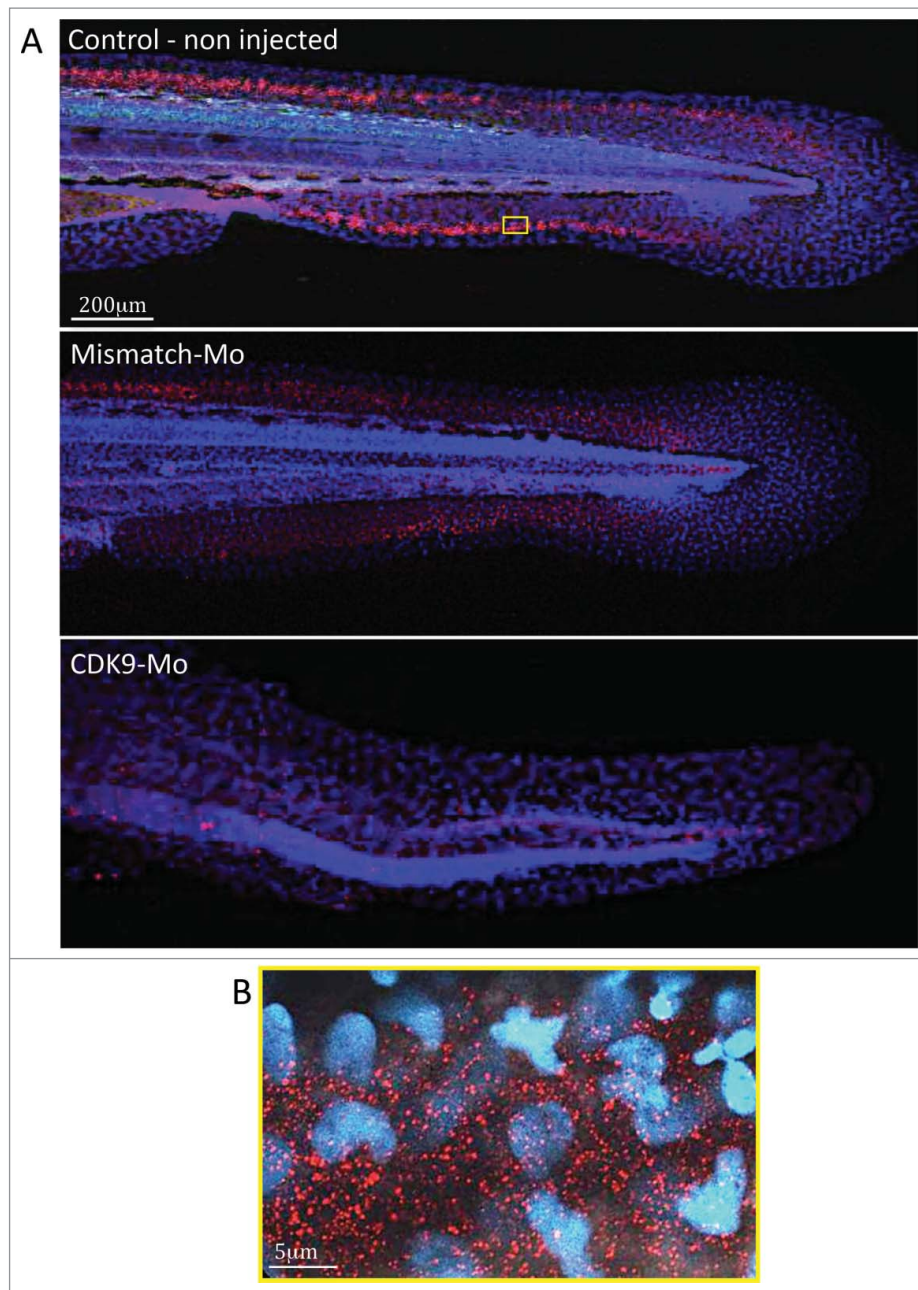 A
Control - non injected
200μm
Mismatch-Mo
CDK9-Mo
B
5μm